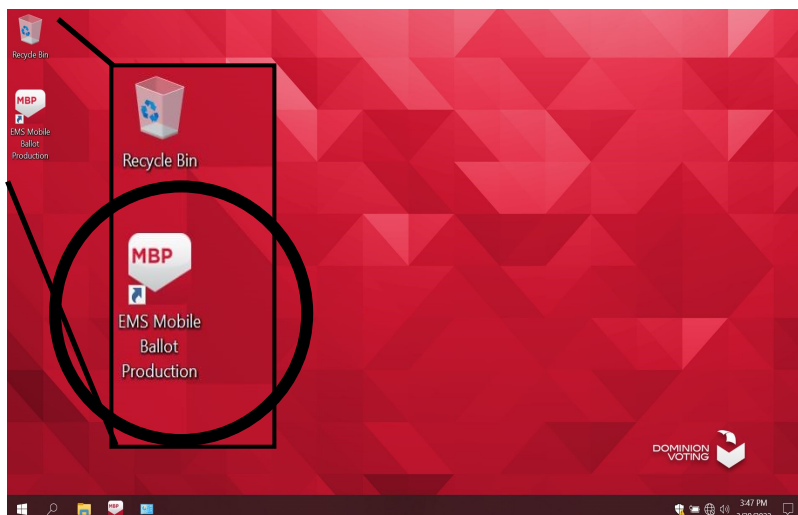 Recycle Bin
MBP
EMS Mobile
Ballot
Production
Recycle Bin
MBP
EMS Mobile
Ballot
Production
DOMINION
VOTING
MBP
3:47 PM